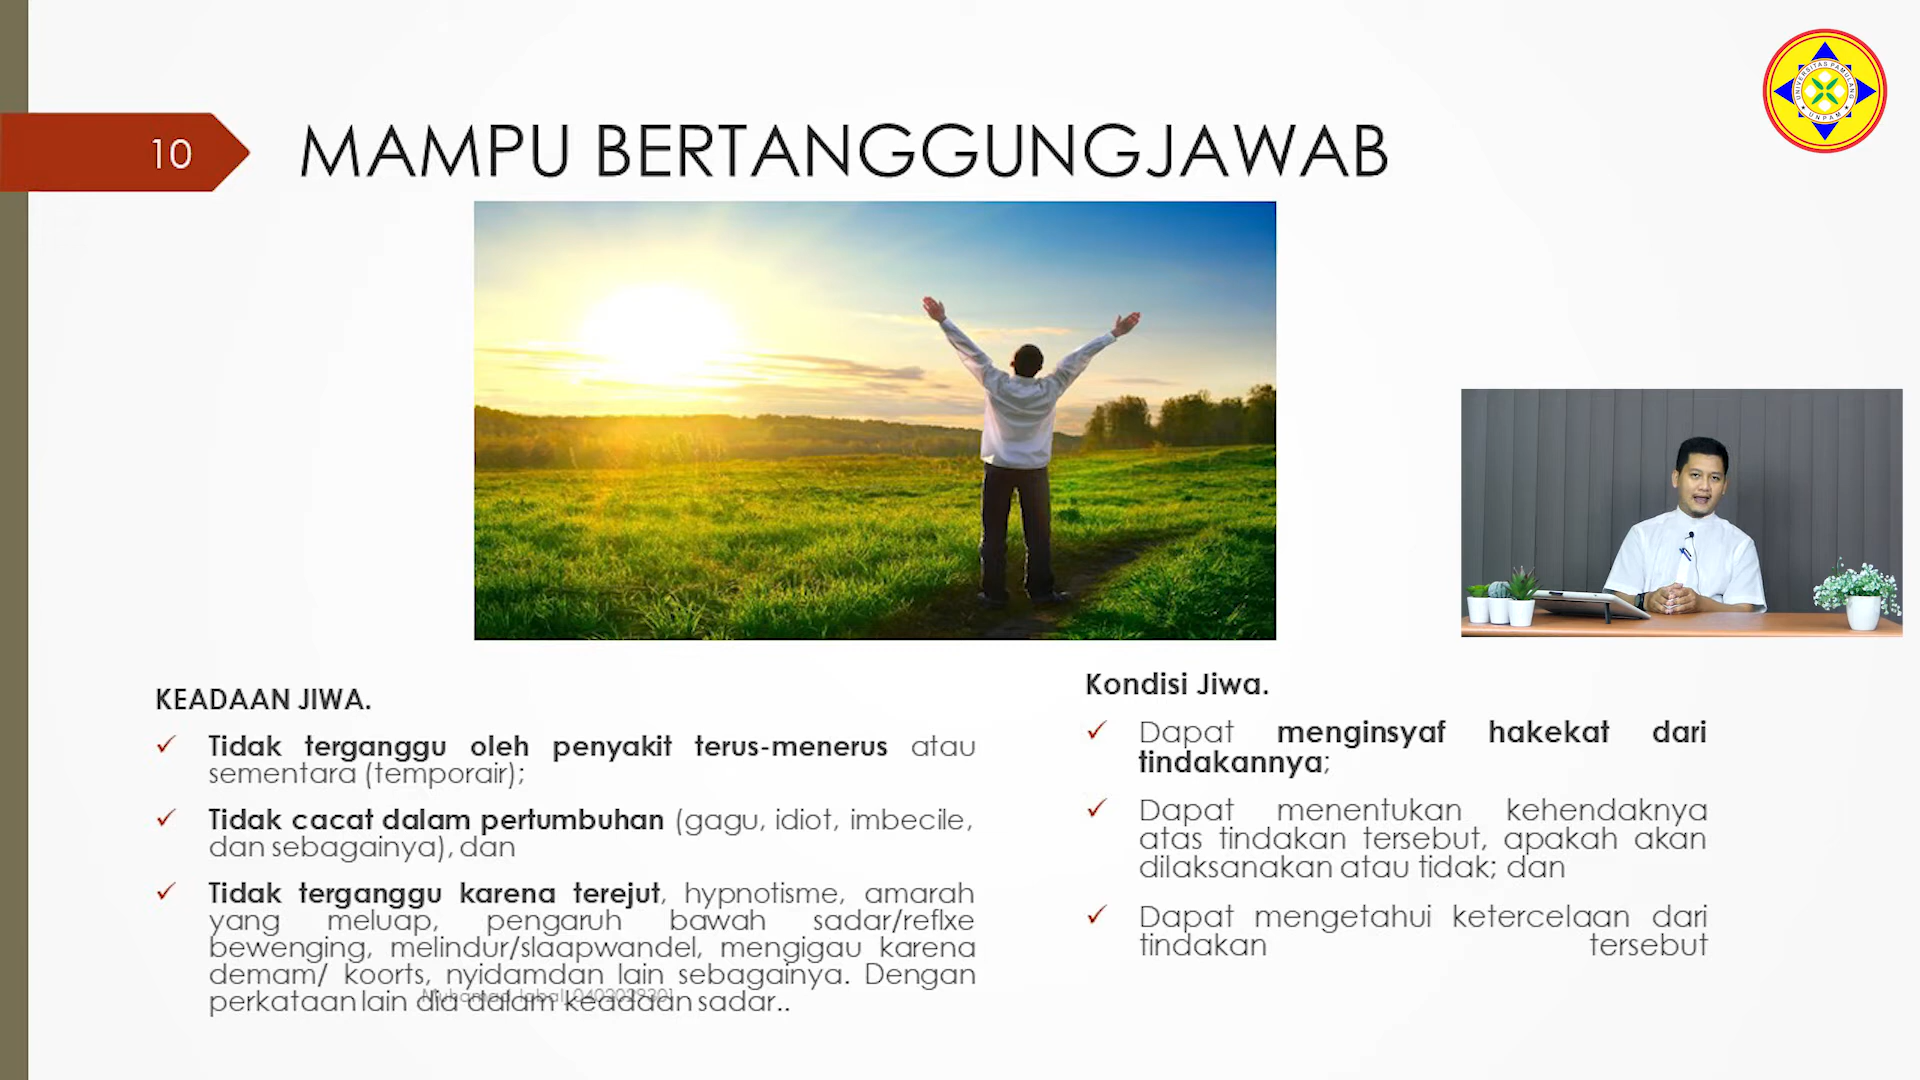 10
MAMPU BERTANGGUNGJAWAB
UNIVERSITAS PAMULANG
UNPAM
KEADAAN JIWA.
✓ Tidak terganggu oleh penyakit terus-menerus atau
sementara (temporair);
✓ Tidak cacat dalam pertumbuhan (gagu, idiot, imbecile,
dan sebagainya), dan
✓ Tidak terganggu karena terejut, hypnotisme, amarah
yang meluap, pengaruh bawah sadar/reflxe
bewenging, melindur/slaapwandel, mengigau karena
demam/ koorts, nyidamdan lain sebagainya. Dengan
perkataan lain dia dalam keadaan sadar..
Kondisi Jiwa.
✓ Dapat menginsyaf hakekat dari
tindakannya;
✓ Dapat menentukan kehendaknya
atas tindakan tersebut, apakah akan
dilaksanakan atau tidak; dan
✓ Dapat mengetahui ketercelaan dari
tindakan tersebut